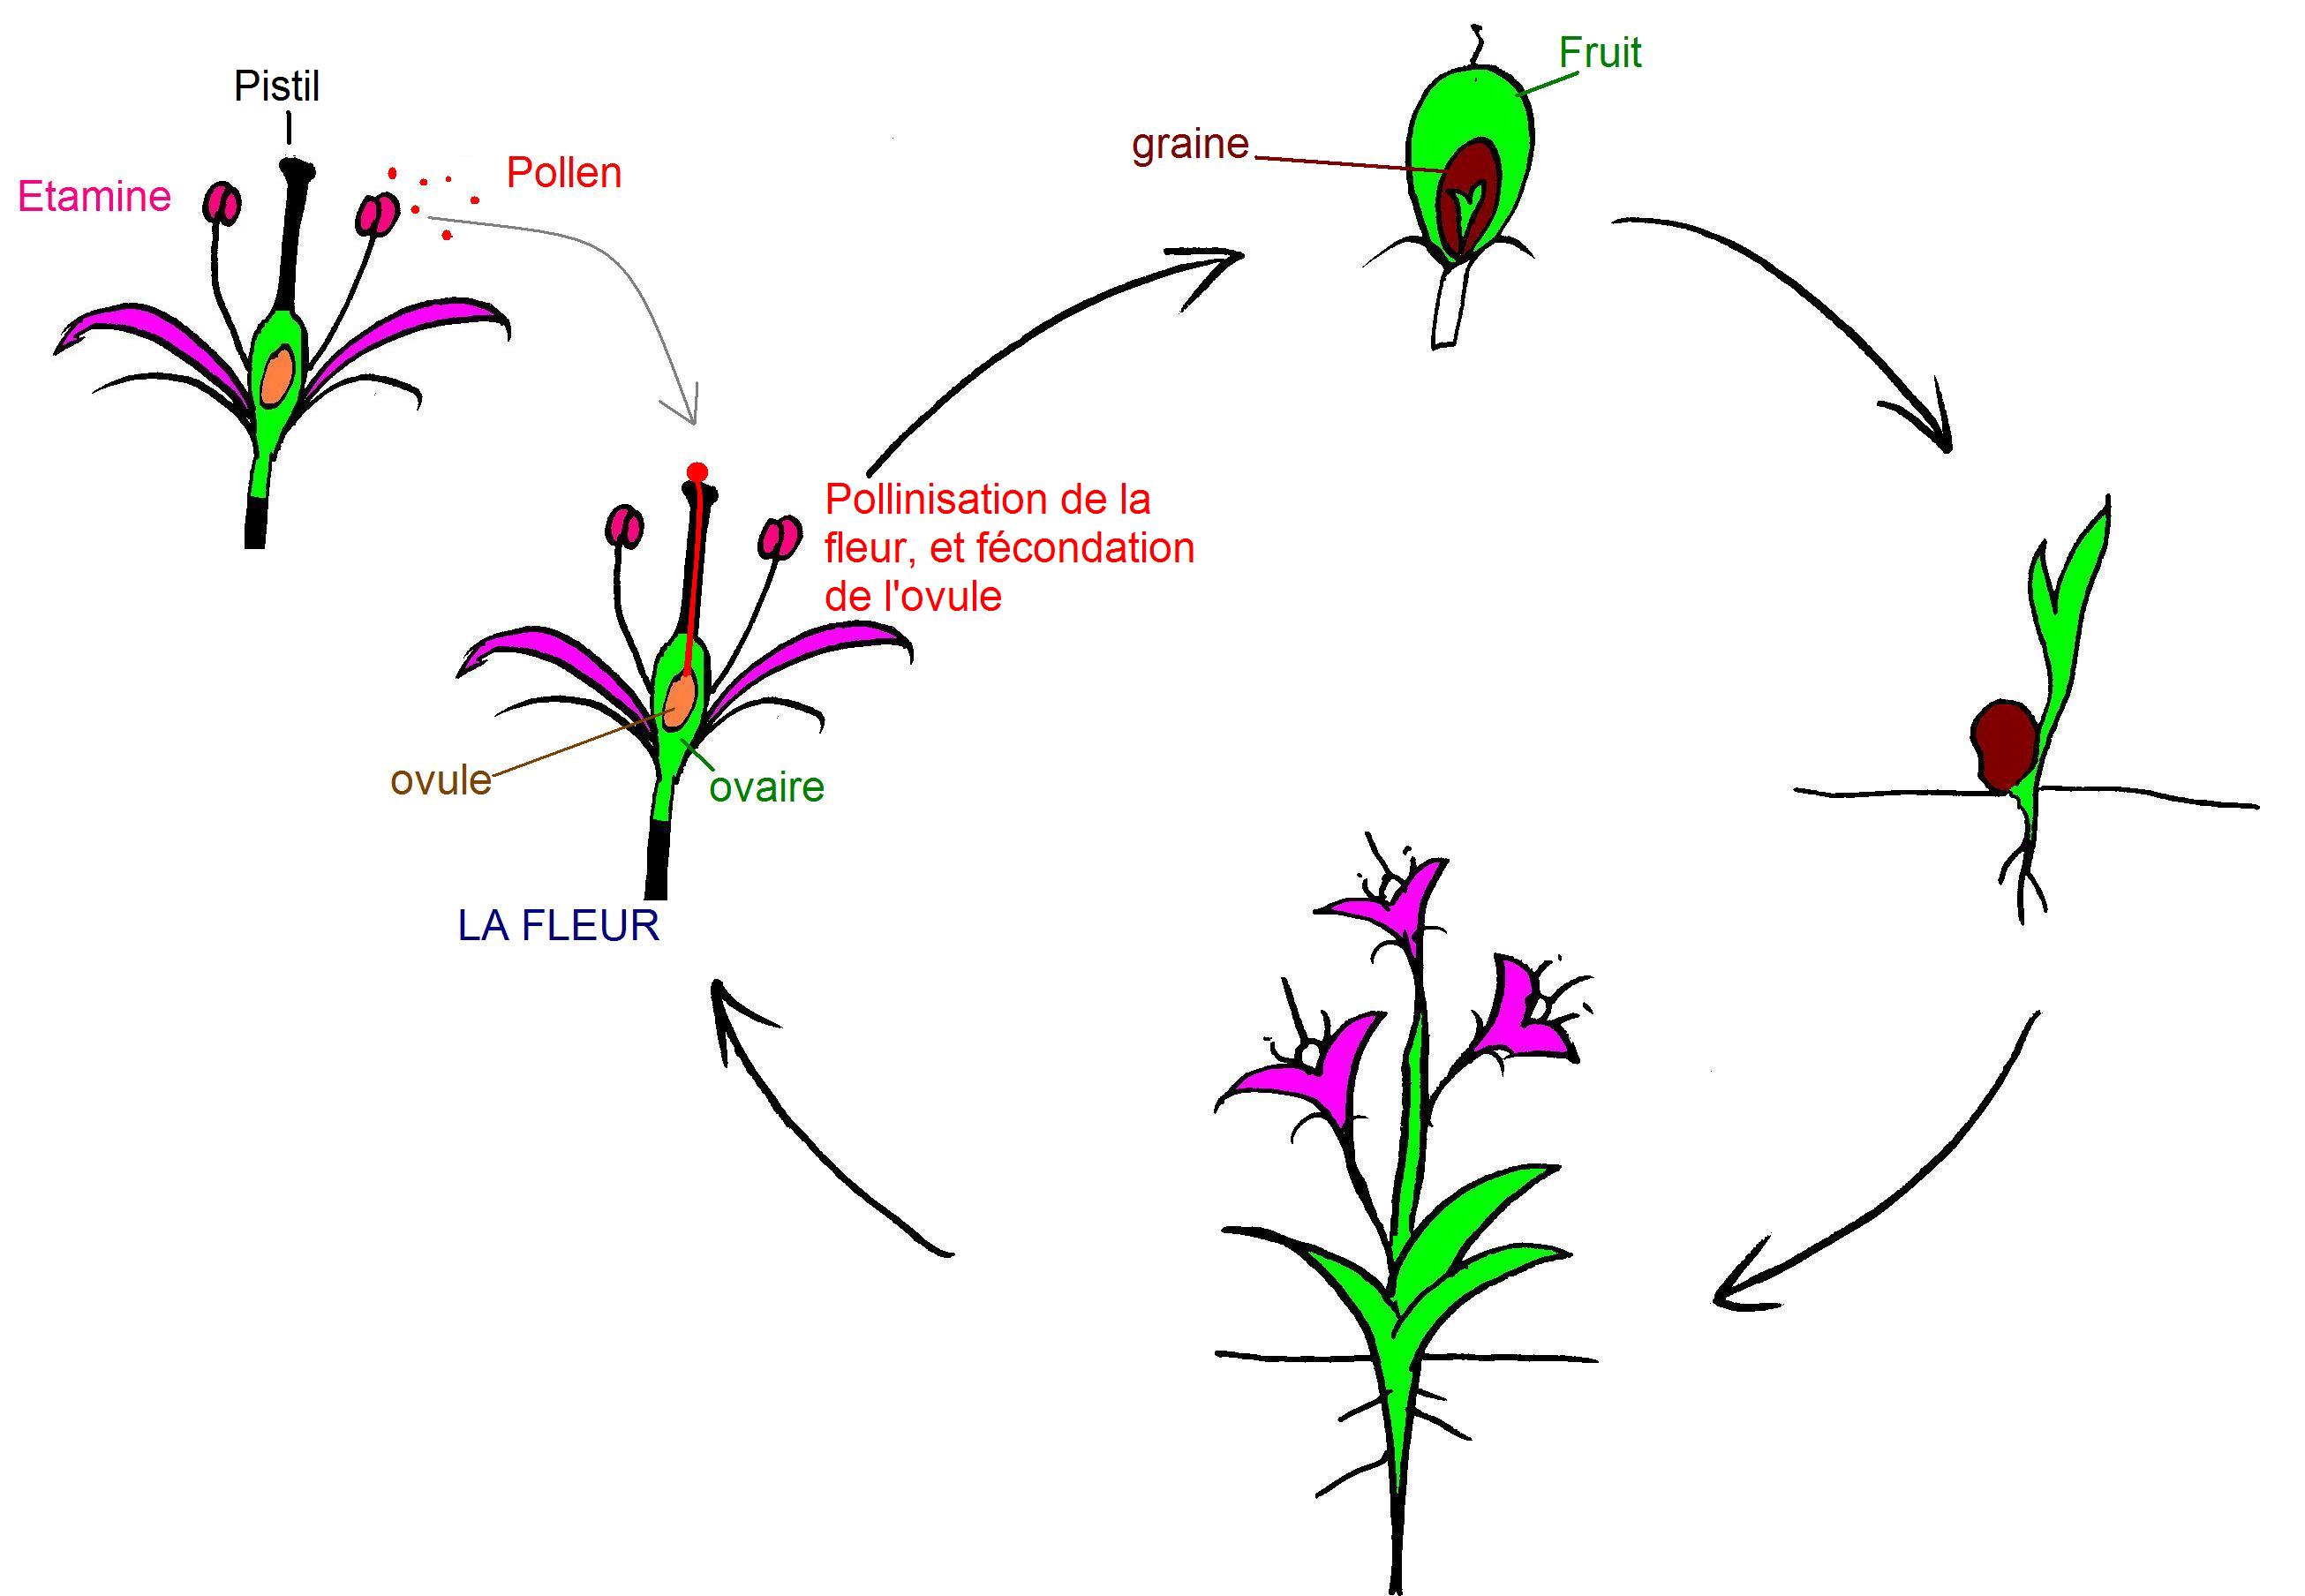 Pistil
Etamine
Pollen
Fruit
graine
Pollinisation de la
fleur, et fécondation
de l'ovule
ovule
ovaire
LA FLEUR